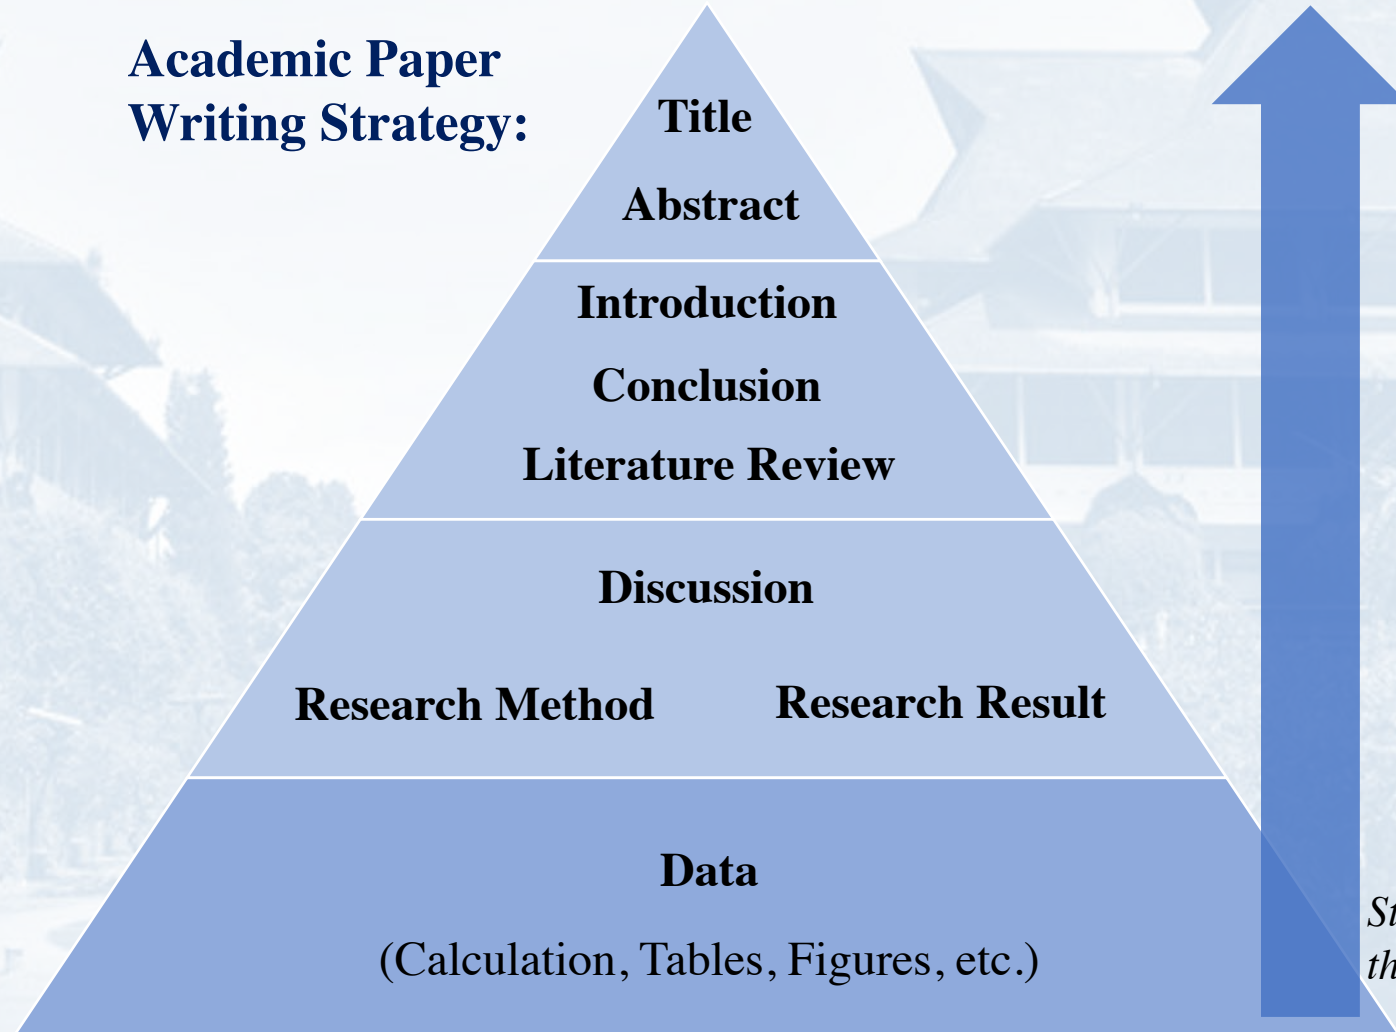 Academic Paper
Writing Strategy:
Title
Abstract
Introduction
Conclusion
Literature Review
Discussion
Research Method Research Result
Data
(Calculation, Tables, Figures, etc.)